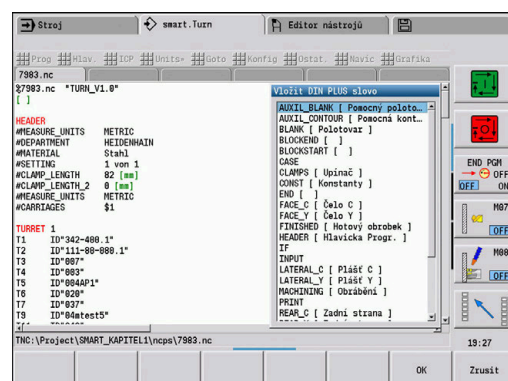 Stroj
smart.Turn
Editor nástrojů
Prog
Hlav.
ICP
Units»
Goto
Konfig
Ostat.
Navíc
Grafika
7983.nc
%7983.nc "TURN_V1.0"
[ ]
HEADER
#MEASURE_UNITS METRIC
#DEPARTMENT HEIDENHAIN
#MATERIAL Stahl
#SETTING 1 von 1
#CLAMP_LENGTH 82 [mm]
#CLAMP_LENGTH_2 0 [mm]
#MEASURE_UNITS METRIC
#CARRIAGES $1
TURRET 1
T1 ID"342-400.1"
T2 ID"111-80-080.1"
T3 ID"007"
T4 ID"003"
T5 ID"004AP1"
T6 ID"020"
T7 ID"037"
T9 ID"04mtest5"
Vložit DIN PLUS slovo
AUXIL_BLANK [ Pomocný poloto…
AUXIL_CONTOUR [ Pomocná kont…
BLANK [ Polotovar ]
BLOCKEND [ ]
BLOCKSTART [ ]
CASE
CLAMPS [ Upínač ]
CONST [ Konstanty ]
END [ ]
FACE_C [ Čelo C ]
FACE_Y [ Čelo Y ]
FINISHED [ Hotový obrobek ]
HEADER [ Hlavicka Progr. ]
IF
INPUT
LATERAL_C [ Plášť C ]
LATERAL_Y [ Plášť Y ]
MACHINING [ Obrábění ]
PRINT
REAR_C [ Zadní strana ]
TNC:\Project\SMART_KAPITEL1\ncps\7983.nc
END PGM
OFF
OFF ON
M07
OFF
M08
OFF
19:27
OK
Zrusit